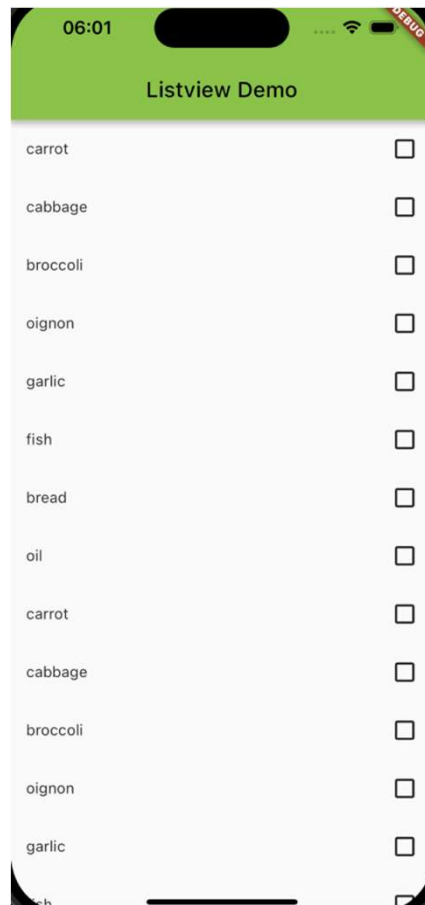 06:01
DEBUG
Listview Demo
carrot
cabbage
broccoli
oignon
garlic
fish
bread
oil
carrot
cabbage
broccoli
oignon
garlic